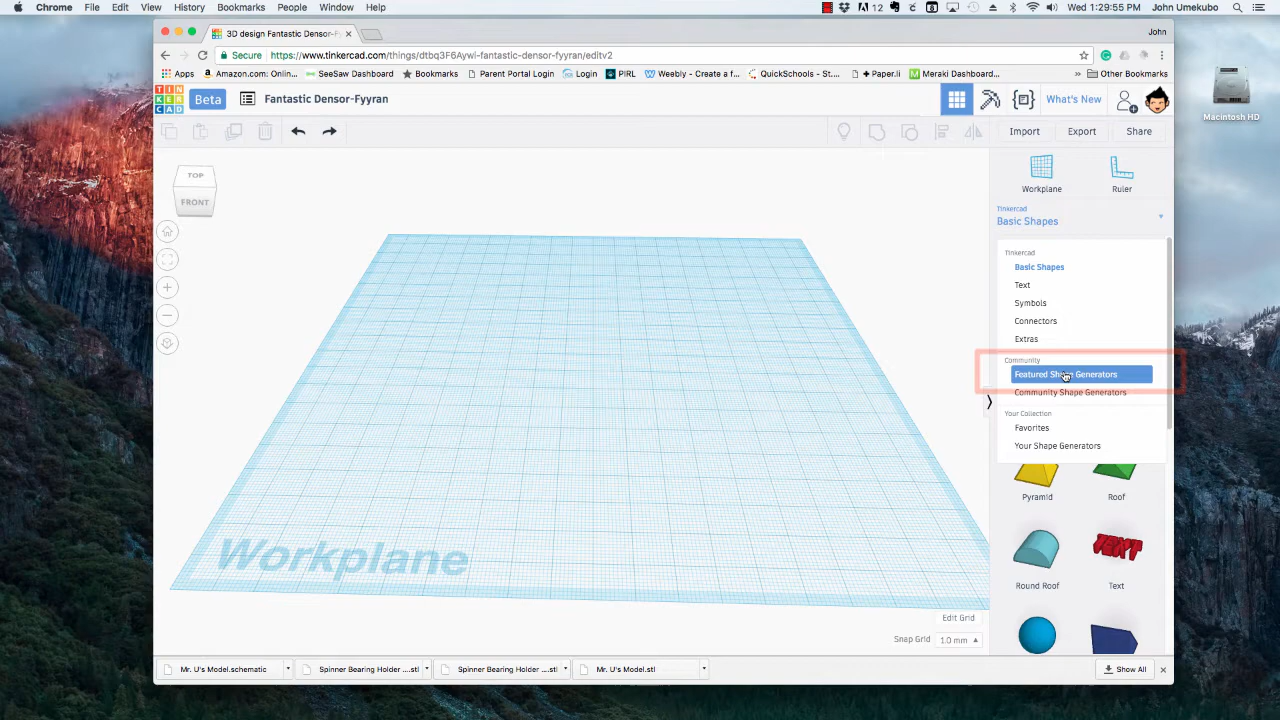 Chrome File Edit View History Bookmarks People Window Help
12
Wed 1:29:55 PM John Umekubo
3D design Fantastic Densor-Fy
John
Secure https://www.tinkercad.com/things/dtbq3F6Aywl-fantastic-densor-fyyran/editv2
Apps Amazon.com: Onlin... SeeSaw Dashboard Bookmarks Parent Portal Login Login PIRL Weebly - Create a f... QuickSchools - St... + Paper.li Meraki Dashboard... » Other Bookmarks
TIN
KER
CAD
Beta
Fantastic Densor-Fyyran
What's New
Import Export Share
Macintosh HD
TOP
FRONT
Workplane Ruler
Tinkercad
Basic Shapes
Tinkercad
Basic Shapes
Text
Symbols
Connectors
Extras
Community
Featured Shape Generators
Community Shape Generators
Your Collection
Favorites
Your Shape Generators
Pyramid Roof
TEXT
Round Roof Text
Workplane
Edit Grid
Snap Grid 1.0 mm
Mr. U's Model.schematic Spinner Bearing Holder ....stl Spinner Bearing Holder ....stl Mr. U's Model.stl Show All